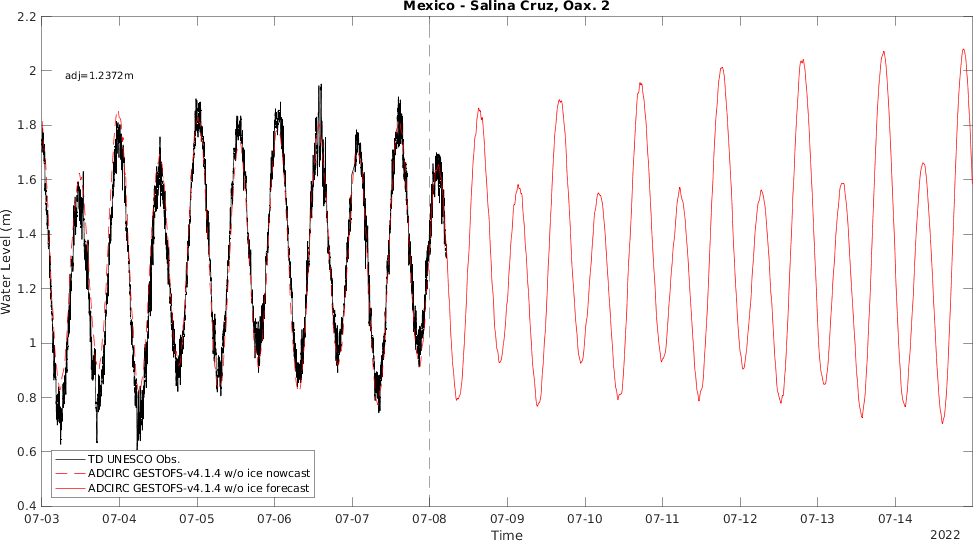 Mexico - Salina Cruz, Oax. 2
2.2
2
1.8
1.6
1.4
1.2
1
0.8
0.6
0.4
Water Level (m)
adj=1.2372m
TD UNESCO Obs.
ADCIRC GESTOFS-v4.1.4 w/o ice nowcast
ADCIRC GESTOFS-v4.1.4 w/o ice forecast
07-03 07-04 07-05 07-06 07-07 07-08 07-09 07-10 07-11 07-12 07-13 07-14
Time
2022